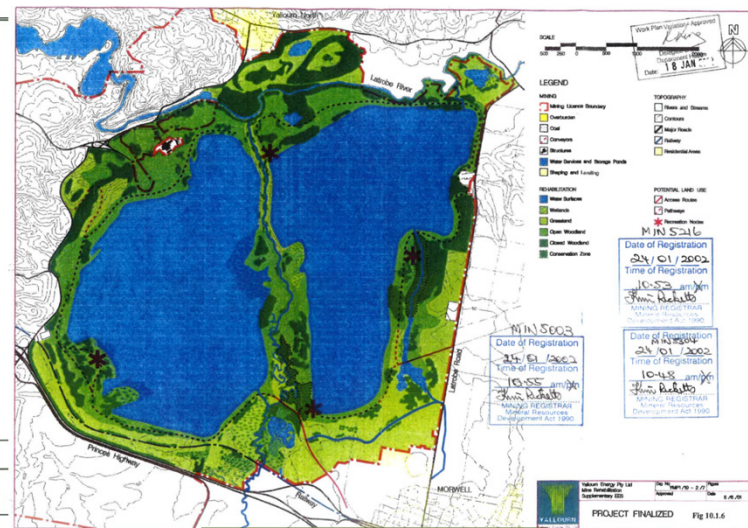 Yallourn North
Latrobe River
Princes Highway
Railway
Latrobe Road
MORWELL
SCALE
Work Plan Variation Approved
Date: 18 JAN
N
LEGEND
MINING
Mining Licence Boundary
Overburden
Coal
Conveyors
Structures
Water Services and Storage Ponds
Shaping and Levelling
TOPOGRAPHY
Rivers and Streams
Contours
Major Roads
Railway
Residential Areas
REHABILITATION
Water Surfaces
Wetlands
Grassland
Open Woodland
Closed Woodland
Conservation Zone
POTENTIAL LAND USE
Access Routes
Pathways
Recreation Nodes
MIN 5216
Date of Registration
24/01/2002
Time of Registration
10.53 am/pm
MINING REGISTRAR
Mineral Resources
Development Act 1990
MIN 5003
Date of Registration
24/01/2002
Time of Registration
10.55 am/pm
MINING REGISTRAR
Mineral Resources
Development Act 1990
Date of Registration
MIN 5304
24/01/2002
Time of Registration
10.45 am/pm
MINING REGISTRAR
Mineral Resources
Development Act 1990
YALLOURN
Yallourn Energy Pty Ltd
Mine Rehabilitation
Supplementary EES
Approved
Date
PROJECT FINALIZED
Fig 10.1.6